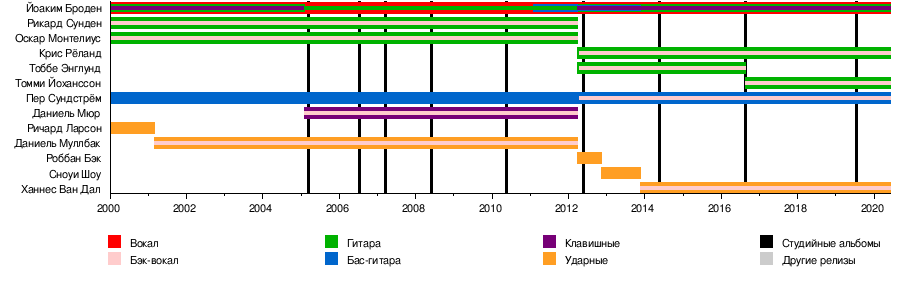 Йоаким Броден
Рикард Сунден
Оскар Монтелиус
Крис Рёланд
Тоббе Энглунд
Томми Йоханссон
Пер Сундстрём
Даниель Мюр
Ричард Ларсон
Даниель Муллбак
Роббан Бэк
Сноуи Шоу
Ханнес Ван Дал
2000 2002 2004 2006 2008 2010 2012 2014 2016 2018 2020
Вокал Гитара Клавишные Студийные альбомы
Бэк-вокал Бас-гитара Ударные Другие релизы